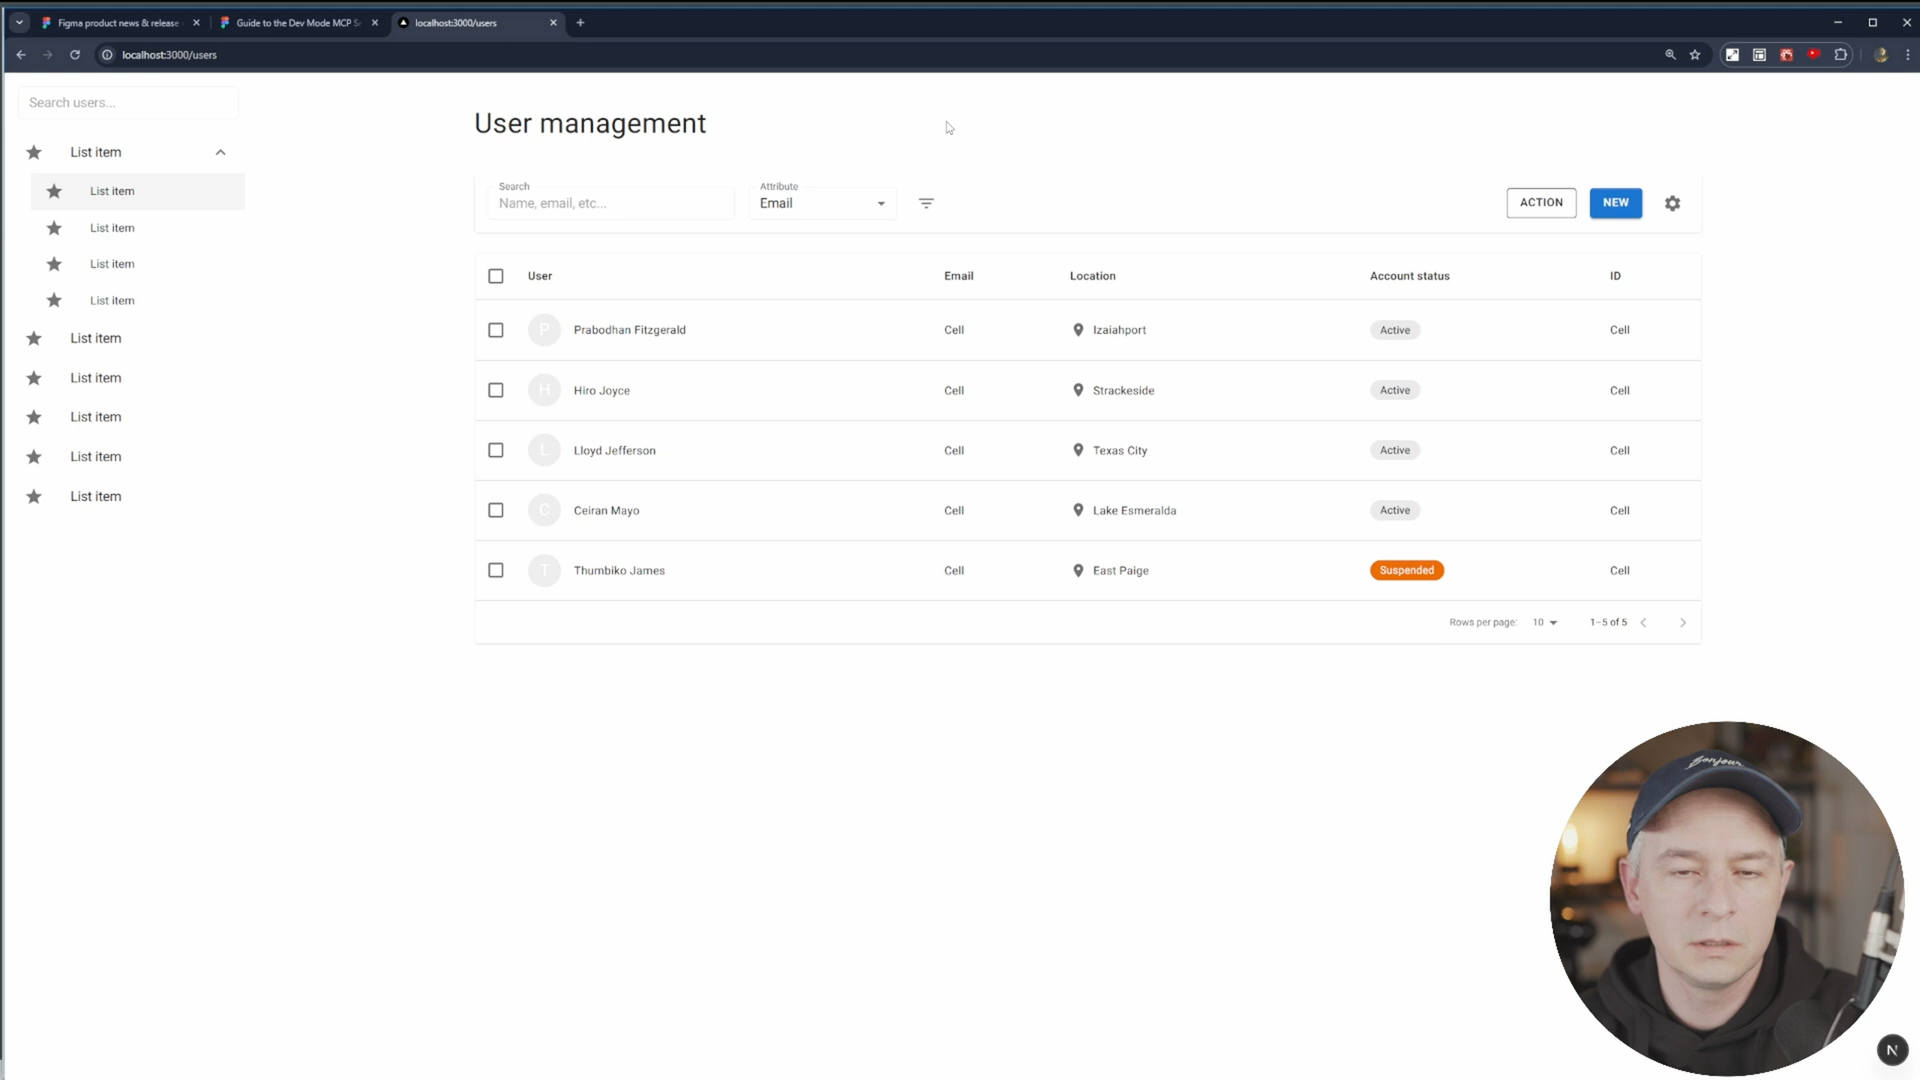 Figma product news & release
Guide to the Dev Mode MCP S
localhost:3000/users
localhost:3000/users
Search users...
List item
List item
List item
List item
List item
List item
List item
List item
List item
List item
User management
Search
Name, email, etc...
Attribute
Email
ACTION
NEW
User
Email
Location
Account status
ID
P
Prabodhan Fitzgerald
Cell
Izaiahport
Active
Cell
H
Hiro Joyce
Cell
Strackeside
Active
Cell
L
Lloyd Jefferson
Cell
Texas City
Active
Cell
C
Ceiran Mayo
Cell
Lake Esmeralda
Active
Cell
T
Thumbiko James
Cell
East Paige
Suspended
Cell
Rows per page:
10
1–5 of 5
Bonjour
N